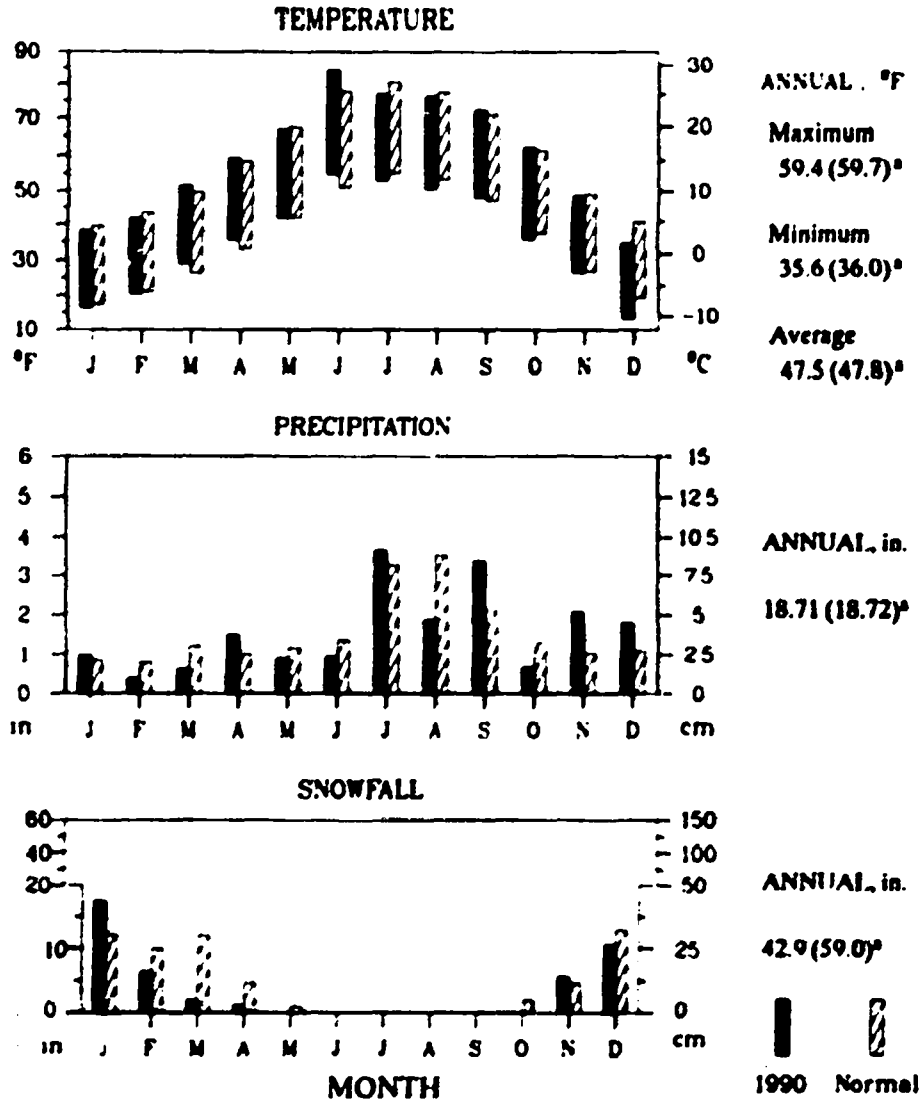 TEMPERATURE
90
70
50
30
10
°F
J F M A M J J A S O N D
30
20
10
0
-10
°C
ANNUAL, °F
Maximum
59.4 (59.7)ª
Minimum
35.6 (36.0)ª
Average
47.5 (47.8)ª
PRECIPITATION
6
5
4
3
2
1
0
in
J F M A M J J A S O N D
15
12.5
10.5
7.5
5
2.5
0
cm
ANNUAL, in.
18.71 (18.72)ª
SNOWFALL
60
40
20
10
0
in
J F M A M J J A S O N D
150
100
50
25
0
cm
MONTH
ANNUAL, in.
42.9 (59.0)ª
1990 Normal